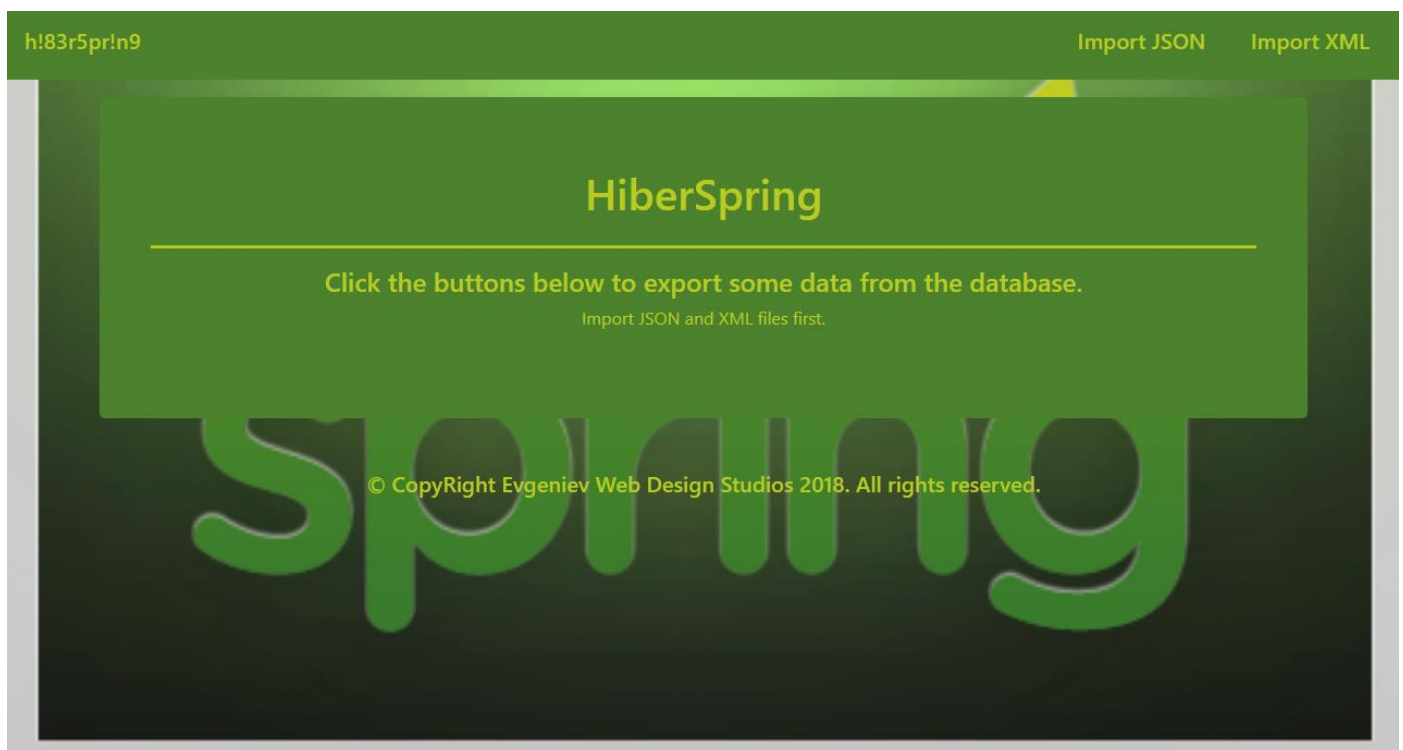 h!83r5pr!n9 Import JSON Import XML
HiberSpring
Click the buttons below to export some data from the database.
Import JSON and XML files first.
© CopyRight Evgeniev Web Design Studios 2018. All rights reserved.
spring